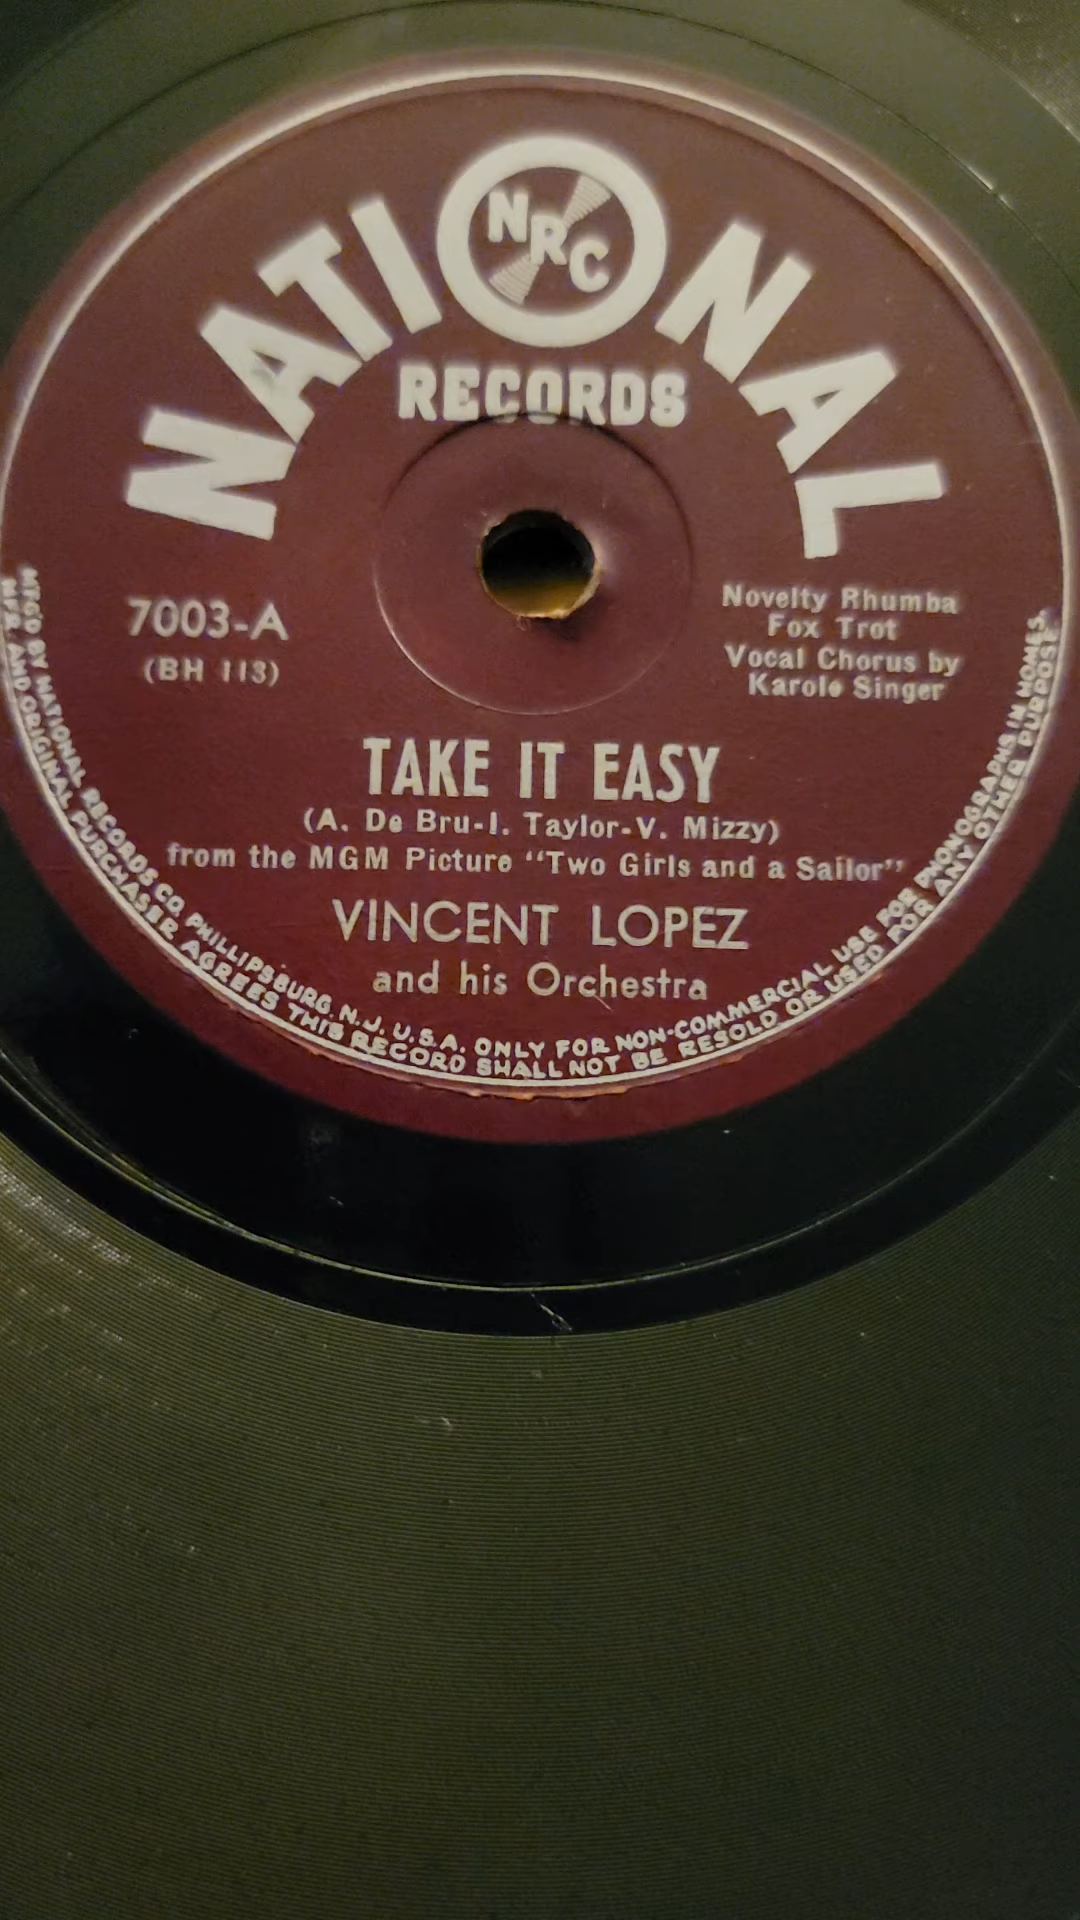 NATIONAL
NRC
RECORDS
7003-A
(BH 113)
Novelty Rhumba
Fox Trot
Vocal Chorus by
Karole Singer
TAKE IT EASY
(A. De Bru-I. Taylor-V. Mizzy)
from the MGM Picture "Two Girls and a Sailor"
VINCENT LOPEZ
and his Orchestra
MFGD BY NATIONAL RECORDS CO. PHILLIPSBURG, N.J. U.S.A. ONLY FOR NON-COMMERCIAL USE FOR PHONOGRAPHS IN HOMES.
MFR. AND ORIGINAL PURCHASER AGREES THIS RECORD SHALL NOT BE RESOLD OR USED FOR ANY OTHER PURPOSE